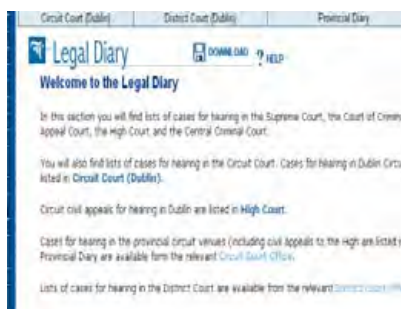 Circuit Court (Dublin) District Court (Dublin) Provincial Diary
Legal Diary DOWNLOAD ? HELP
Welcome to the Legal Diary
In this section you will find lists of cases for hearing in the Supreme Court, the Court of
Appeal Court, the High Court and the Central Criminal Court.
You will also find lists of cases for hearing in the Circuit Court. Cases for hearing in Dublin
listed in Circuit Court (Dublin).
Circuit civil appeals for hearing in Dublin are listed in High Court.
Cases for hearing in the provincial circuit venues (including civil appeals to the High are listed
Provincial Diary are available form the relevant Circuit Court Office.
Lists of cases for hearing in the District Court are available from the relevant District Court